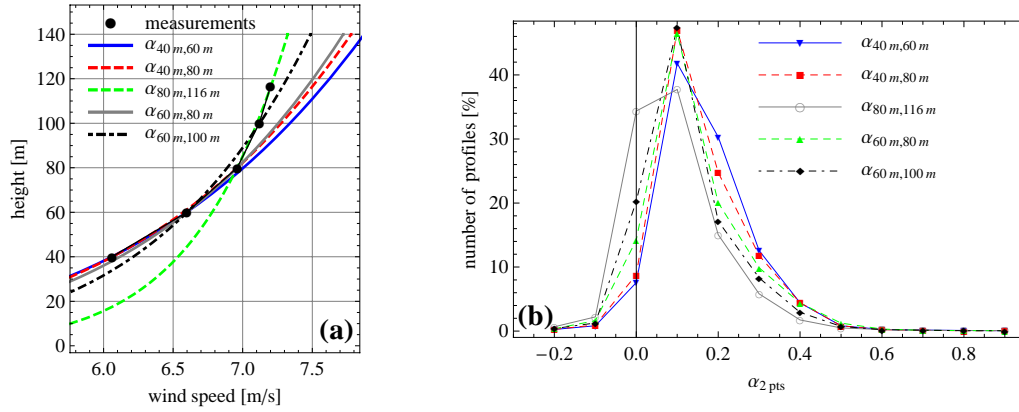 measurements
α40 m,60 m
α40 m,80 m
α80 m,116 m
α60 m,80 m
α60 m,100 m
140
120
100
80
60
40
20
0
height [m]
6.0 6.5 7.0 7.5
wind speed [m/s]
(a)
α40 m,60 m
α40 m,80 m
α80 m,116 m
α60 m,80 m
α60 m,100 m
40
30
20
10
0
number of profiles [%]
−0.2 0.0 0.2 0.4 0.6 0.8
α2 pts
(b)